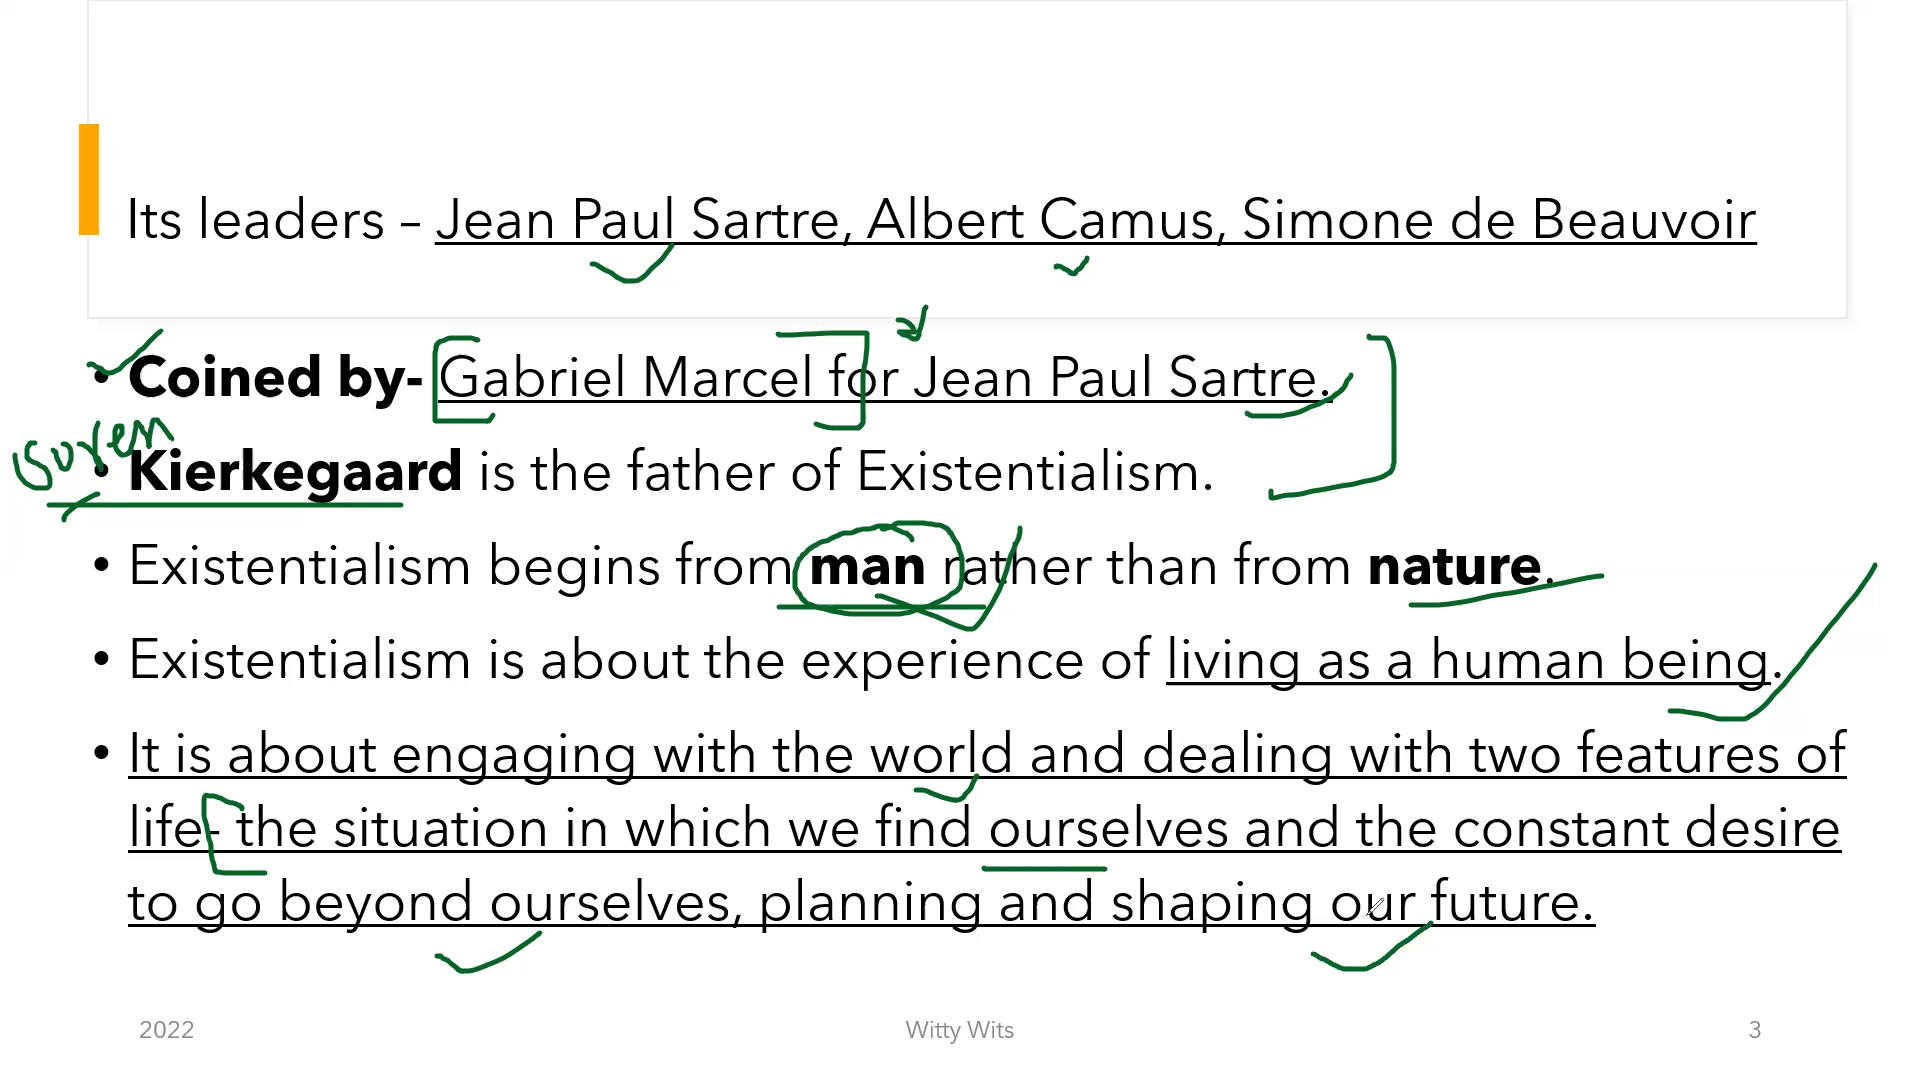 Its leaders – Jean Paul Sartre, Albert Camus, Simone de Beauvoir
• Coined by- Gabriel Marcel for Jean Paul Sartre.
Soren
• Kierkegaard is the father of Existentialism.
• Existentialism begins from man rather than from nature.
• Existentialism is about the experience of living as a human being.
• It is about engaging with the world and dealing with two features of
life- the situation in which we find ourselves and the constant desire
to go beyond ourselves, planning and shaping our future.
2022 Witty Wits 3